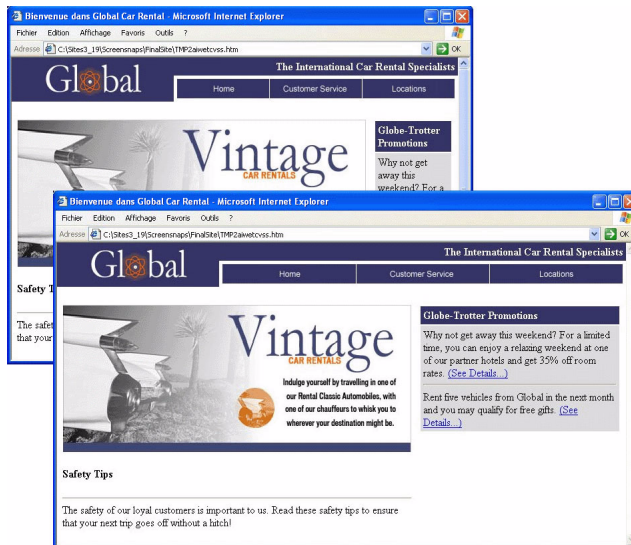 Bienvenue dans Global Car Rental - Microsoft Internet Explorer
Fichier Edition Affichage Favoris Outils ?
Adresse C:\Sites3_19\Screensnaps\FinalSite\TMP2aiwetcvss.htm OK
The International Car Rental Specialists
Global
Home Customer Service Locations
Vintage
CAR RENTALS
Globe-Trotter
Promotions
Why not get
away this
weekend? For a
Safety T
The safet
that your
Bienvenue dans Global Car Rental - Microsoft Internet Explorer
Fichier Edition Affichage Favoris Outils ?
Adresse C:\Sites3_19\Screensnaps\FinalSite\TMP2aiwetcvss.htm OK
The International Car Rental Specialists
Global
Home Customer Service Locations
Vintage
CAR RENTALS
Indulge yourself by travelling in one of
our Rental Classic Automobiles, with
one of our chauffeurs to whisk you to
wherever your destination might be.
Globe-Trotter Promotions
Why not get away this weekend? For a limited
time, you can enjoy a relaxing weekend at one
of our partner hotels and get 35% off room
rates. (See Details...)
Rent five vehicles from Global in the next month
and you may qualify for free gifts. (See
Details...)
Safety Tips
The safety of our loyal customers is important to us. Read these safety tips to ensure
that your next trip goes off without a hitch!